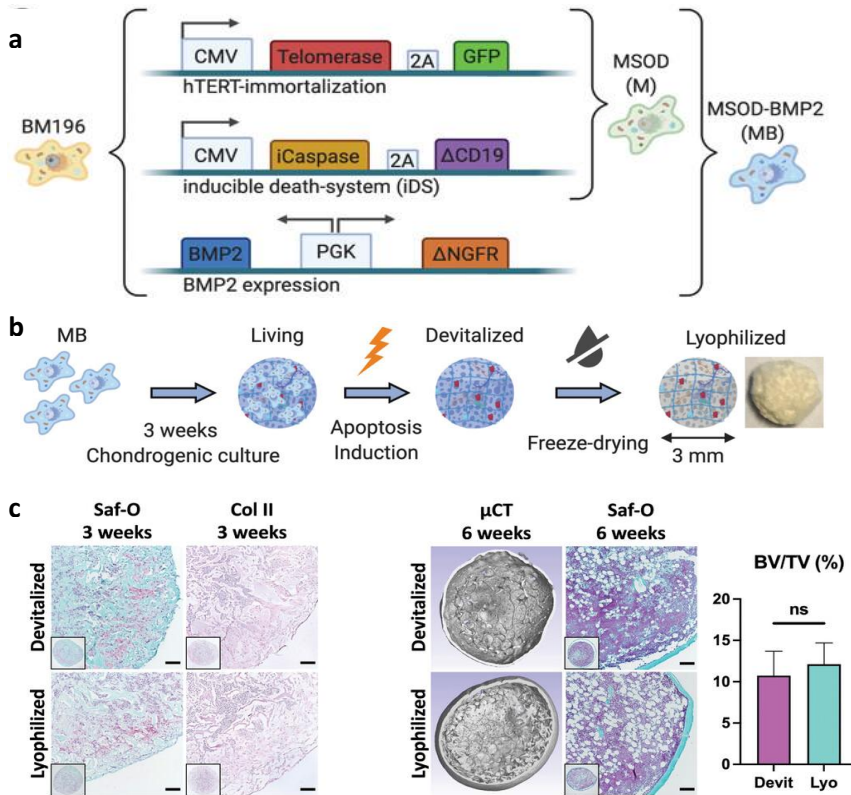 a
CMV Telomerase 2A GFP
hTERT-immortalization
MSOD
(M)
BM196
MSOD-BMP2
(MB)
CMV iCaspase 2A ΔCD19
inducible death-system (iDS)
BMP2 PGK ΔNGFR
BMP2 expression
b
MB Living Devitalized Lyophilized
3 weeks
Chondrogenic culture
Apoptosis
Induction
Freeze-drying
3 mm
c
Saf-O
3 weeks
Col II
3 weeks
μCT
6 weeks
Saf-O
6 weeks
Devitalized
Lyophilized
Devitalized
Lyophilized
BV/TV (%)
ns
20
15
10
5
0
Devit Lyo